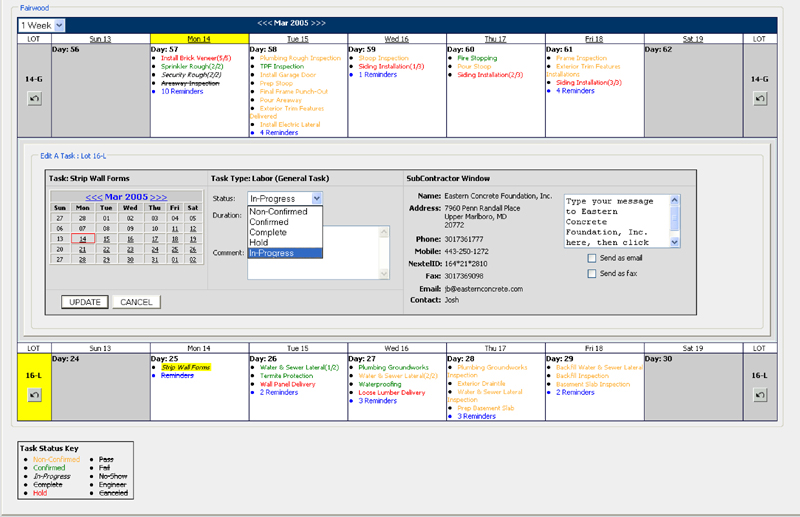 Fairwood
1 Week
<<< Mar 2005 >>>
LOT Sun 13 Mon 14 Tue 15 Wed 16 Thu 17 Fri 18 Sat 19 LOT
14-G
Day: 56
Day: 57
Install Brick Veneer(5/5)
Sprinkler Rough(2/2)
Security Rough(2/2)
Areaway Inspection
10 Reminders
Day: 58
Plumbing Rough Inspection
TPF Inspection
Install Garage Door
Prep Stoop
Final Frame Punch-Out
Pour Areaway
Exterior Trim-Features
Delivered
Install Electric Lateral
4 Reminders
Day: 59
Stoop Inspection
Siding Installation(1/3)
1 Reminders
Day: 60
Fire Stopping
Pour Stoop
Siding Installation(2/3)
Day: 61
Frame Inspection
Exterior Trim-Features
Installations
Siding Installation(3/3)
4 Reminders
Day: 62
14-G
Edit A Task : Lot 16-L
Task: Strip Wall Forms
<<< Mar 2005 >>>
Sun Mon Tue Wed Thu Fri Sat
27 28 01 02 03 04 05
06 07 08 09 10 11 12
13 14 15 16 17 18 19
20 21 22 23 24 25 26
27 28 29 30 31 01 02
UPDATE CANCEL
Task Type: Labor (General Task)
Status: In-Progress
Non-Confirmed
Confirmed
Complete
Hold
In-Progress
Duration:
Comment:
SubContractor Window
Name: Eastern Concrete Foundation, Inc.
Address: 7960 Penn Randall Place
Upper Marlboro, MD
20772
Phone: 3017361777
Mobile: 443-250-1272
NextelID: 164*21*2810
Fax: 3017369098
Email: jb@easternconcrete.com
Contact: Josh
Type your message
to Eastern
Concrete
Foundation, Inc.
here, then click
Send as email
Send as fax
LOT Sun 13 Mon 14 Tue 15 Wed 16 Thu 17 Fri 18 Sat 19 LOT
16-L
Day: 24
Day: 25
Strip Wall Forms
Reminders
Day: 26
Water & Sewer Lateral(1/2)
Termite Protection
Wall Panel Delivery
2 Reminders
Day: 27
Plumbing Groundworks
Water & Sewer Lateral(2/2)
Waterproofing
Loose Lumber Delivery
3 Reminders
Day: 28
Plumbing Groundworks
Inspection
Exterior Draintile
Water & Sewer Lateral
Inspection
Prep Basement Slab
3 Reminders
Day: 29
Backfill Water & Sewer Lateral
Backfill Inspection
Basement Slab Inspection
2 Reminders
Day: 30
16-L
Task Status Key
Non-Confirmed Pass
Confirmed Fail
In-Progress No-Show
Complete Engineer
Hold Canceled